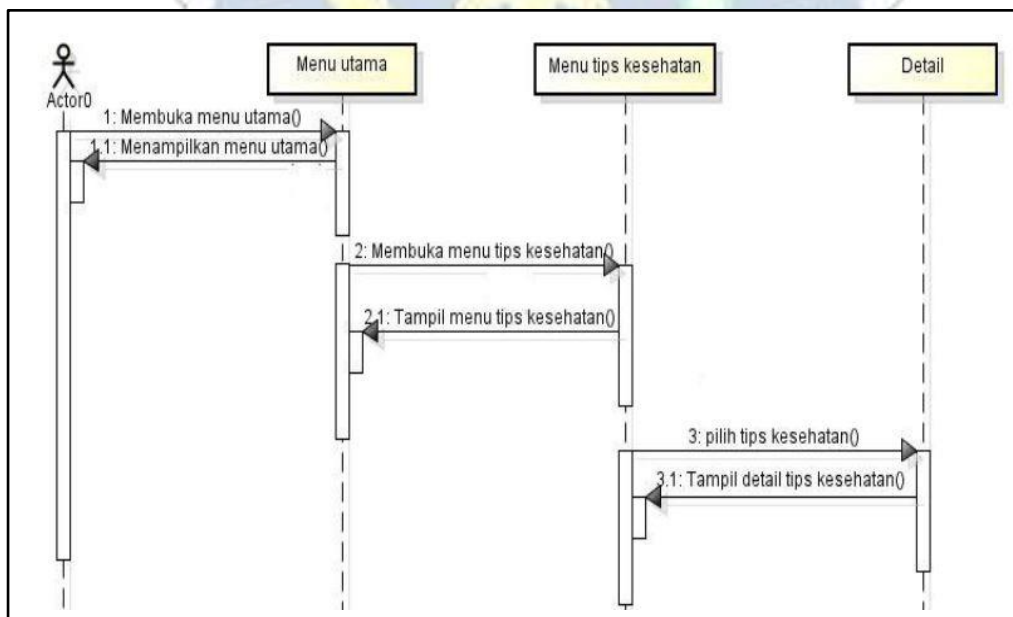 Menu utama
Menu tips kesehatan
Detail
Actor0
1: Membuka menu utama()
1.1: Menampilkan menu utama()
2: Membuka menu tips kesehatan()
2.1: Tampil menu tips kesehatan()
3: pilih tips kesehatan()
3.1: Tampil detail tips kesehatan()